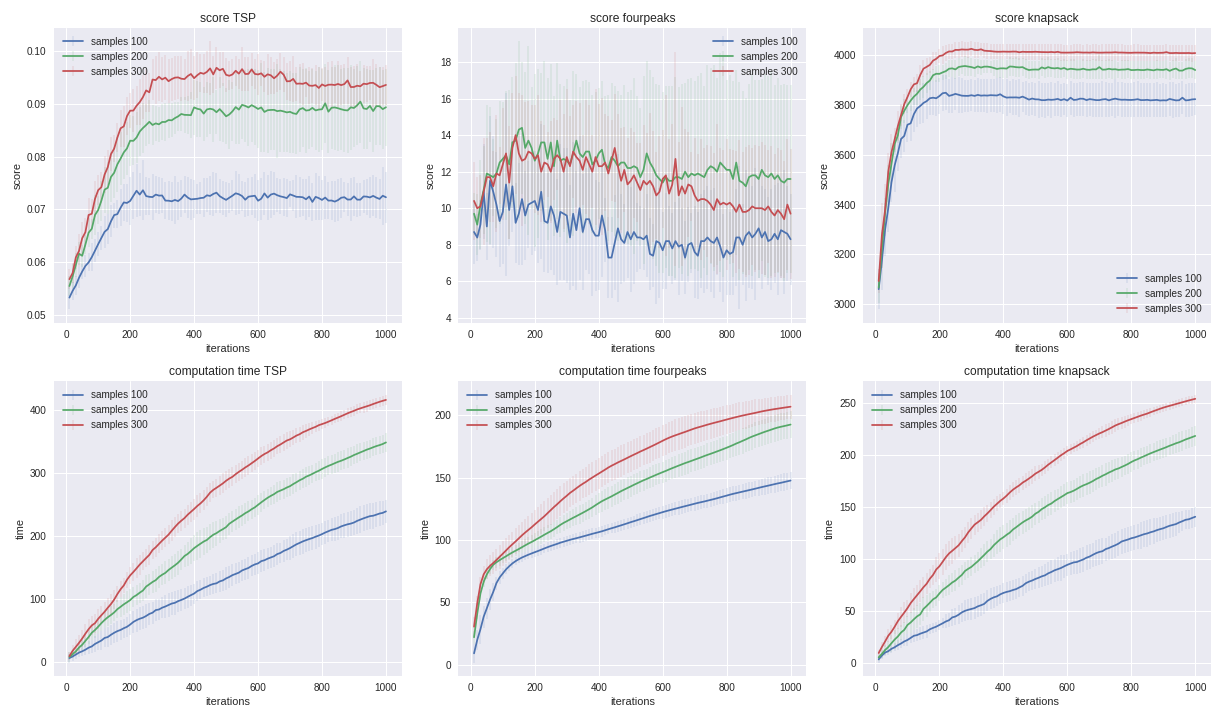 score TSP
samples 100
samples 200
samples 300
0.10
0.09
0.08
0.07
0.06
0.05
score
0 200 400 600 800 1000
iterations
score fourpeaks
samples 100
samples 200
samples 300
18
16
14
12
10
8
6
4
score
0 200 400 600 800 1000
iterations
score knapsack
4000
3800
3600
3400
3200
3000
score
samples 100
samples 200
samples 300
0 200 400 600 800 1000
iterations
computation time TSP
samples 100
samples 200
samples 300
400
300
200
100
0
time
0 200 400 600 800 1000
iterations
computation time fourpeaks
samples 100
samples 200
samples 300
200
150
100
50
0
time
0 200 400 600 800 1000
iterations
computation time knapsack
samples 100
samples 200
samples 300
250
200
150
100
50
0
time
0 200 400 600 800 1000
iterations